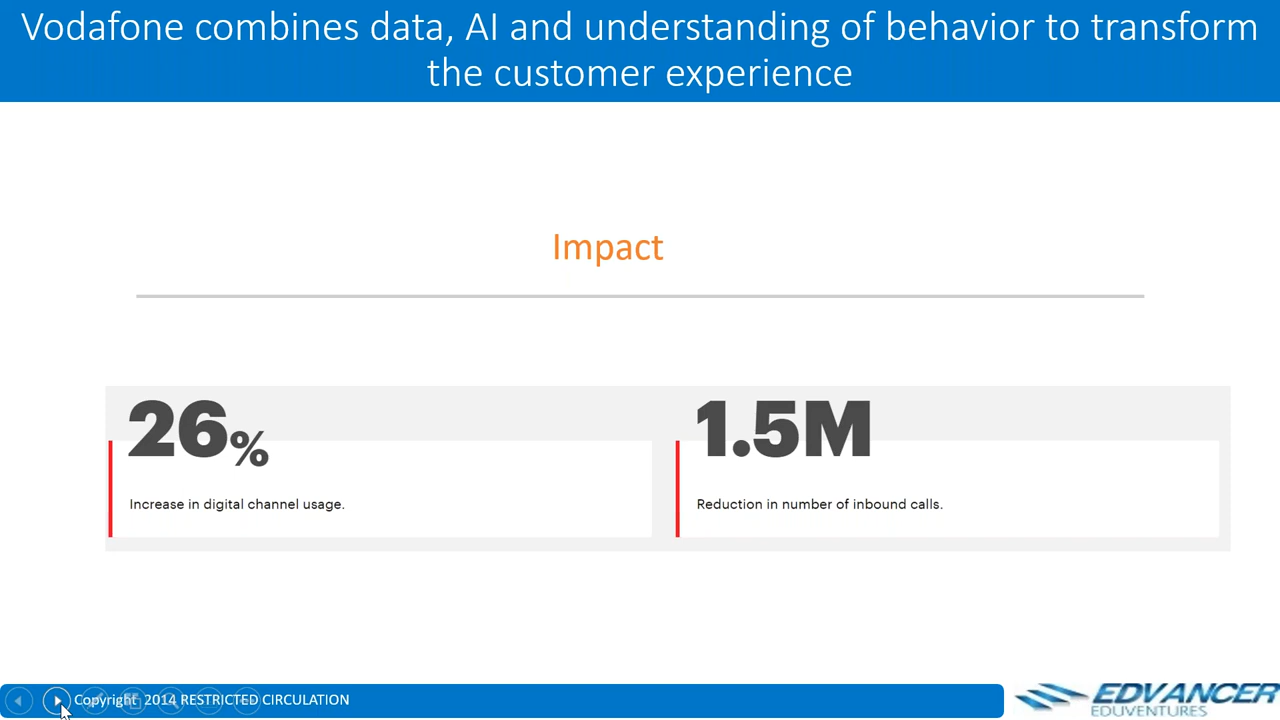 Vodafone combines data, AI and understanding of behavior to transform
the customer experience
Impact
26%
Increase in digital channel usage.
1.5M
Reduction in number of inbound calls.
Copyright 2014 RESTRICTED CIRCULATION
EDVANCER
EDUVENTURES